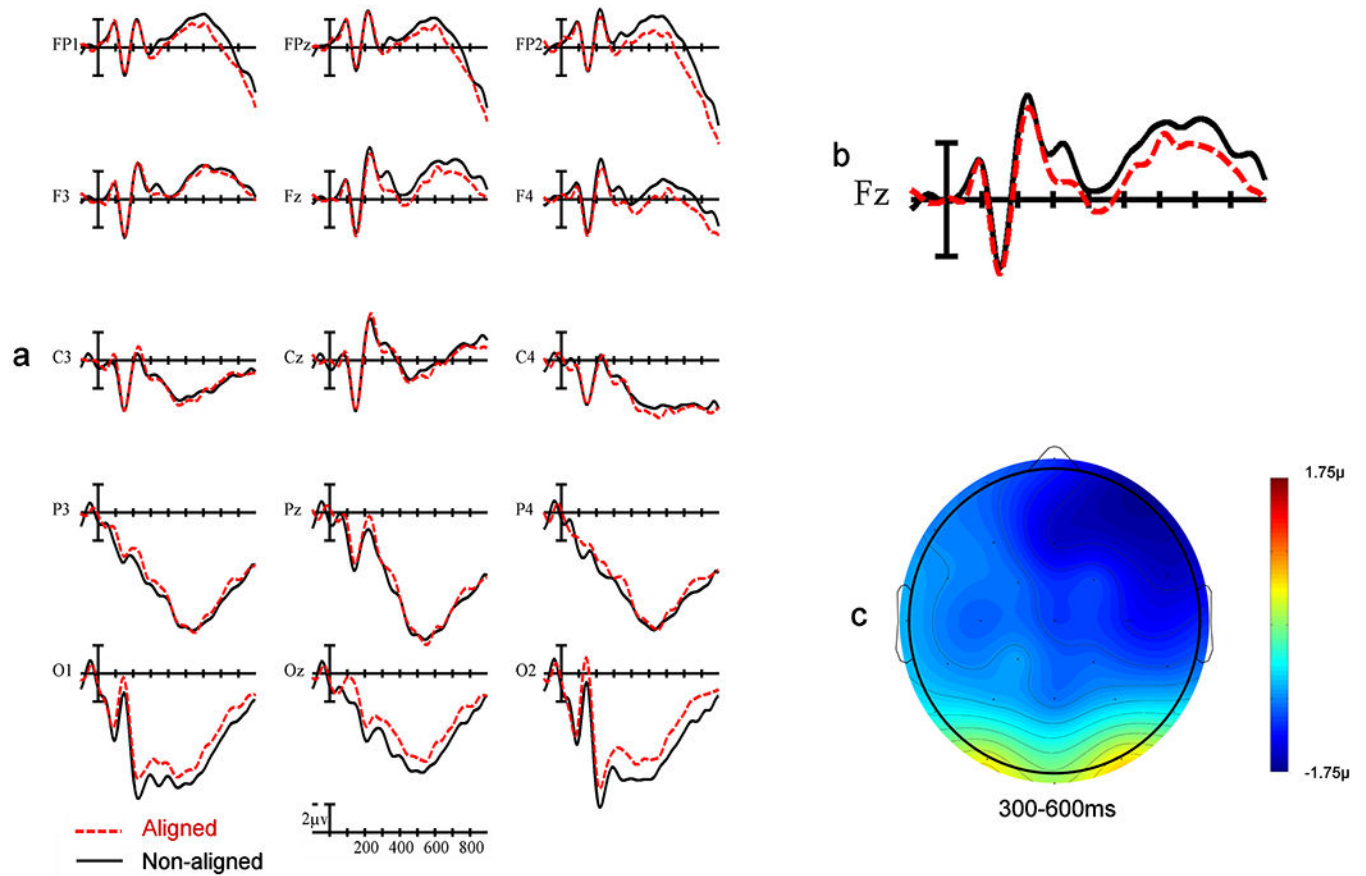 FP1 FPz FP2
F3 Fz F4
a C3 Cz C4
P3 Pz P4
O1 Oz O2
2μv
200 400 600 800
Aligned
Non-aligned
b
Fz
c
1.75μ
-1.75μ
300-600ms